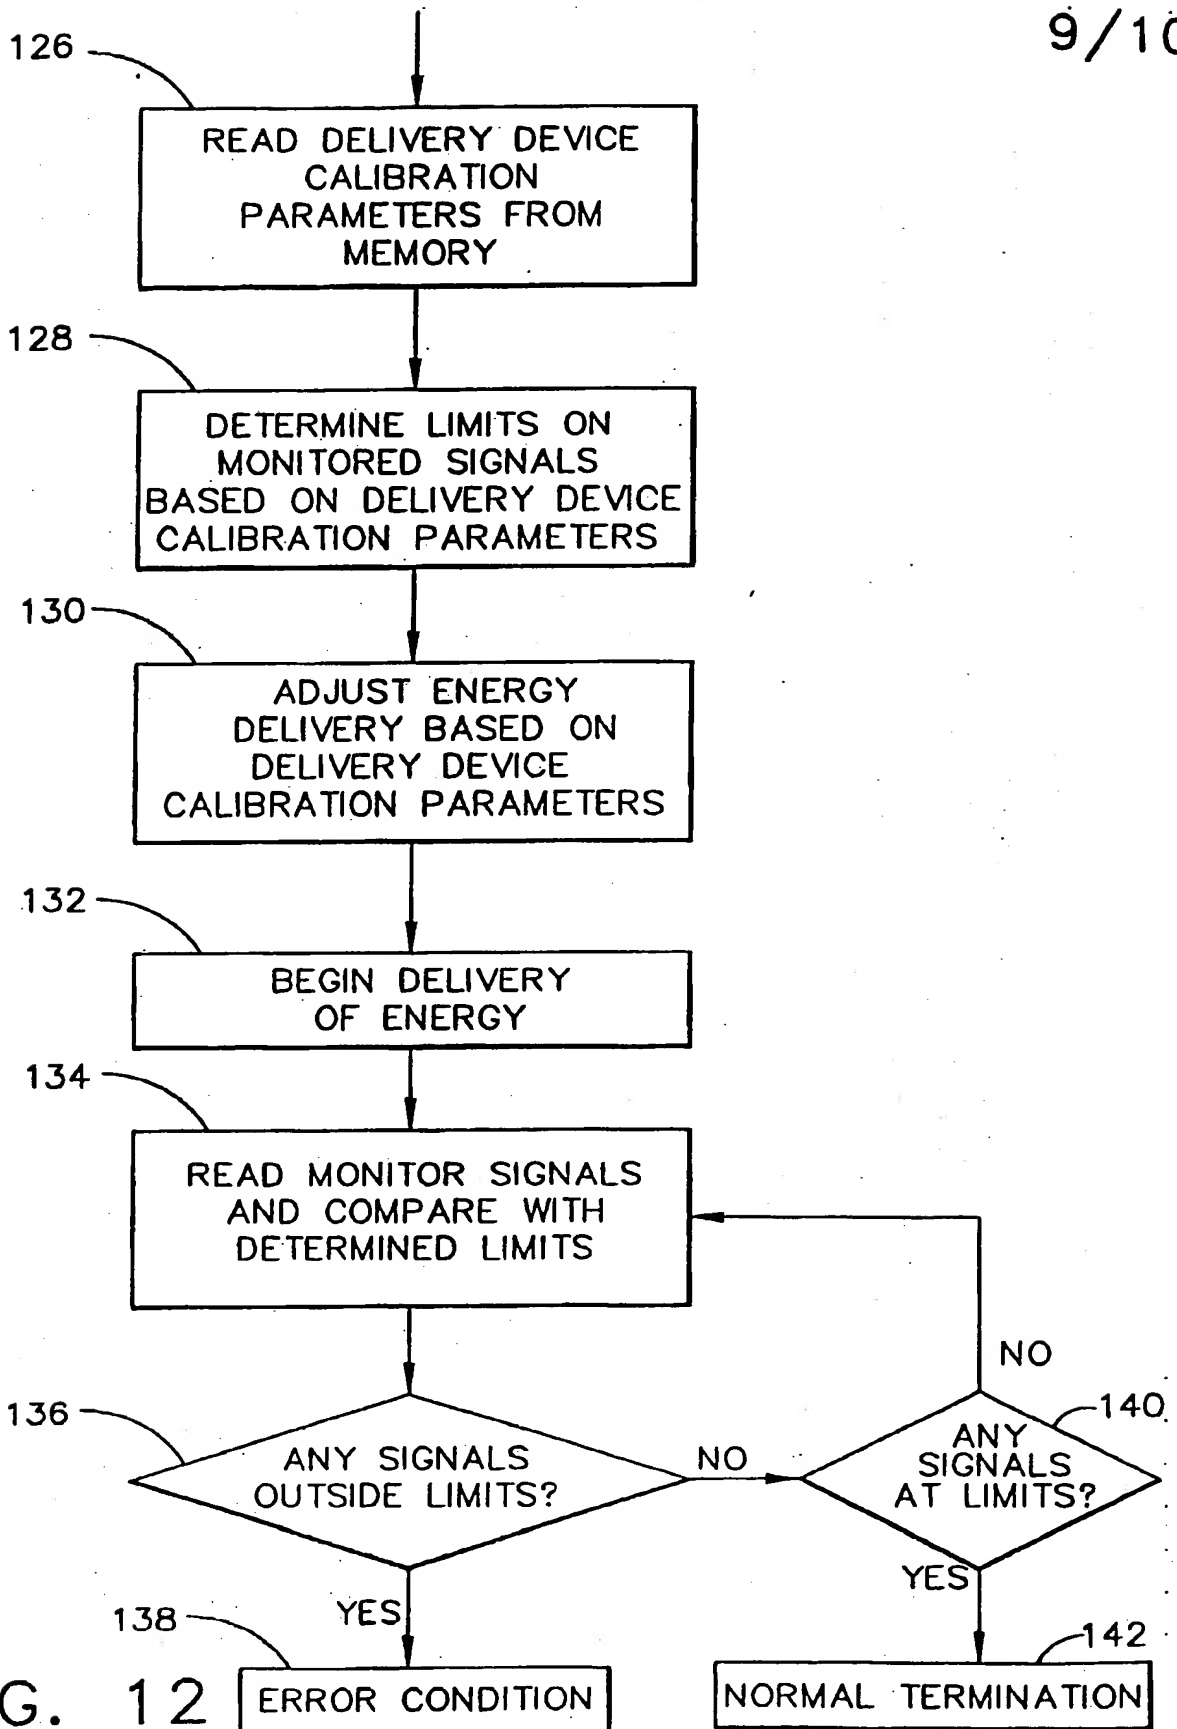 9/10
126
READ DELIVERY DEVICE
CALIBRATION
PARAMETERS FROM
MEMORY
128
DETERMINE LIMITS ON
MONITORED SIGNALS
BASED ON DELIVERY DEVICE
CALIBRATION PARAMETERS
130
ADJUST ENERGY
DELIVERY BASED ON
DELIVERY DEVICE
CALIBRATION PARAMETERS
132
BEGIN DELIVERY
OF ENERGY
134
READ MONITOR SIGNALS
AND COMPARE WITH
DETERMINED LIMITS
NO
136
ANY SIGNALS
OUTSIDE LIMITS?
NO
140
ANY
SIGNALS
AT LIMITS?
YES
YES
138
142
G. 12
ERROR CONDITION
NORMAL TERMINATION